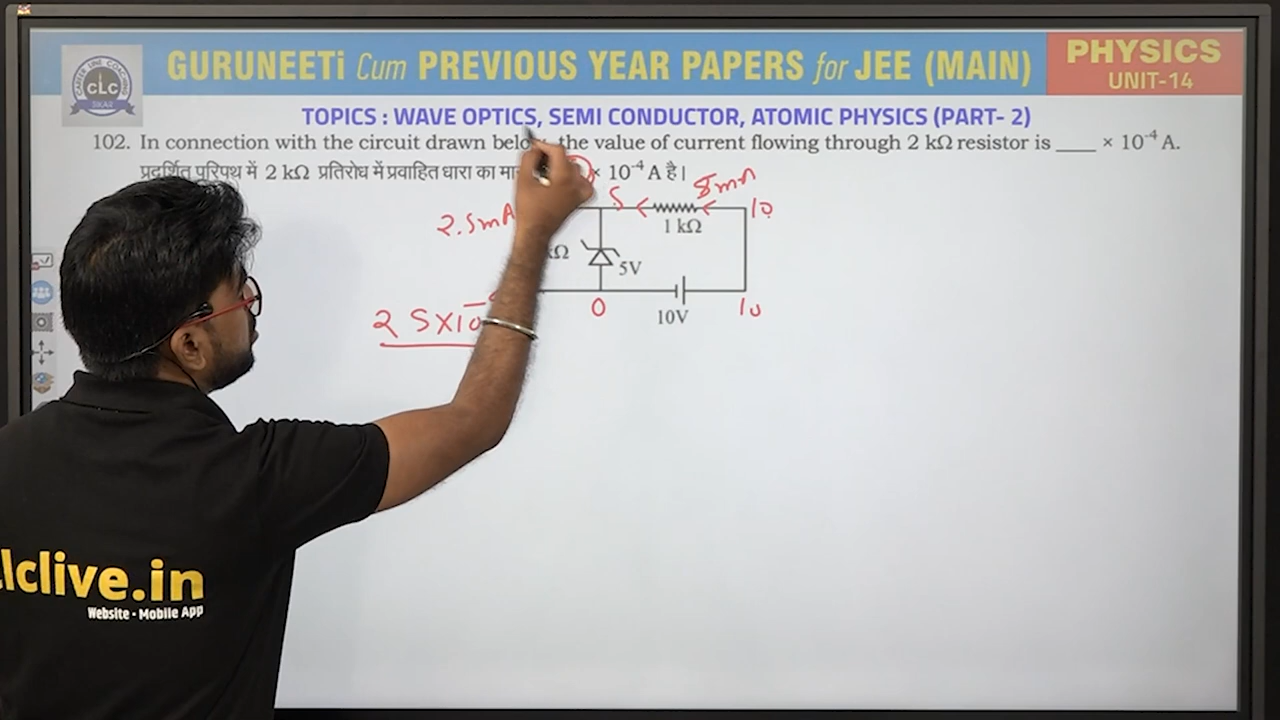 GURUNEETi Cum PREVIOUS YEAR PAPERS for JEE (MAIN)
PHYSICS
UNIT-14
CLC
SIKAR
TOPICS : WAVE OPTICS, SEMI CONDUCTOR, ATOMIC PHYSICS (PART- 2)
102. In connection with the circuit drawn below, the value of current flowing through 2 kΩ resistor is ____ × 10⁻⁴ A.
प्रदर्शित परिपथ में 2 kΩ प्रतिरोध में प्रवाहित धारा का × 10⁻⁴ A है।
2.5mA 5 10
1 kΩ
kΩ 5V
0 10V 10
25×10
clclive.in
Website • Mobile App